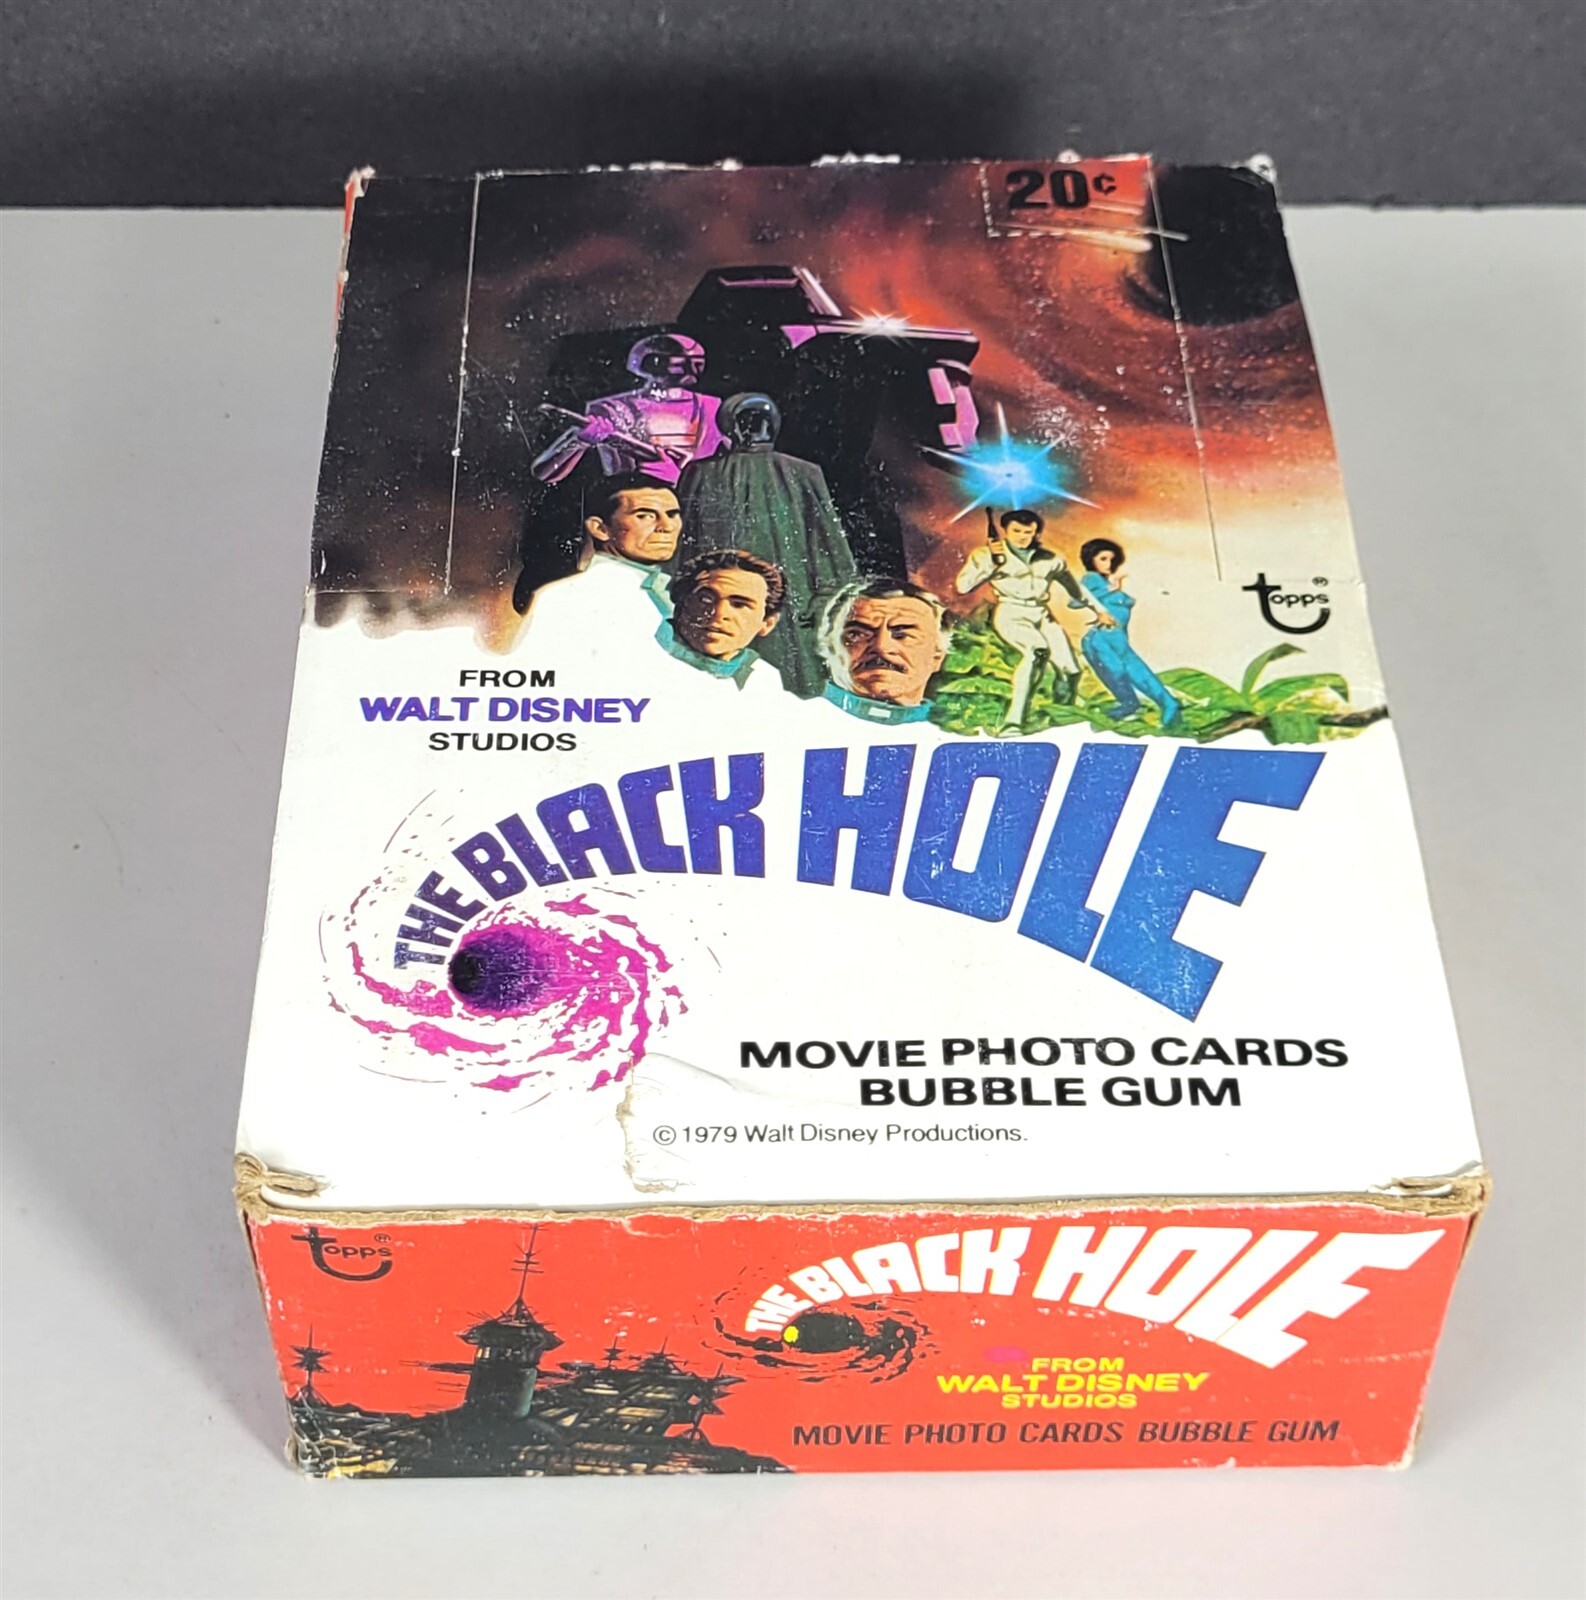 20¢
topps®
FROM
WALT DISNEY
STUDIOS
THE BLACK HOLE
MOVIE PHOTO CARDS
BUBBLE GUM
© 1979 Walt Disney Productions.
topps®
THE BLACK HOLE
FROM
WALT DISNEY
STUDIOS
MOVIE PHOTO CARDS BUBBLE GUM